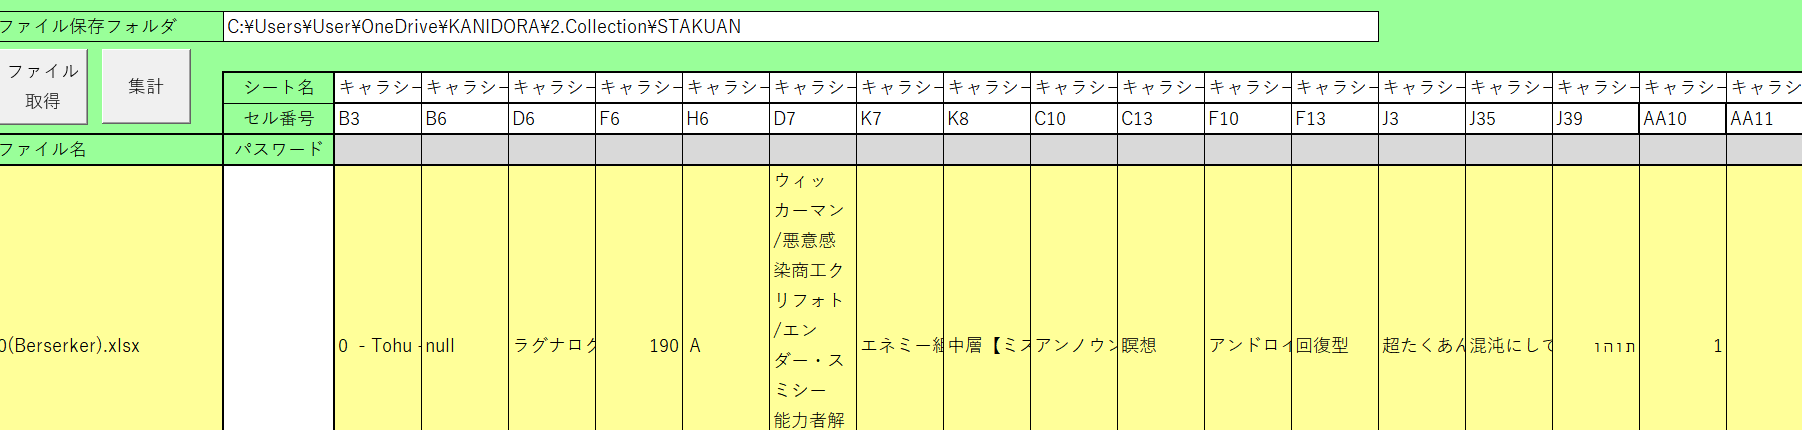 ファイル保存フォルダ C:¥Users¥User¥OneDrive¥KANIDORA¥2.Collection¥STAKUAN
ファイル取得
集計
シート名 キャラシー キャラシー キャラシー キャラシー キャラシー キャラシー キャラシー キャラシー キャラシー キャラシー キャラシー キャラシー キャラシー キャラシー キャラシー キャラシー キャラシ
セル番号 B3 B6 D6 F6 H6 D7 K7 K8 C10 C13 F10 F13 J3 J35 J39 AA10 AA11
ファイル名 パスワード
0(Berserker).xlsx 0 - Tohu - null ラグナログ 190 A
ウィッ
カーマン
/悪意感
染商工ク
リフォト
/エン
ダー・ス
ミシー
能力者解
エネミー組 中層【ミス アンノウン 瞑想 アンドロイ 回復型 超たくあん 混沌にして תוהו 1